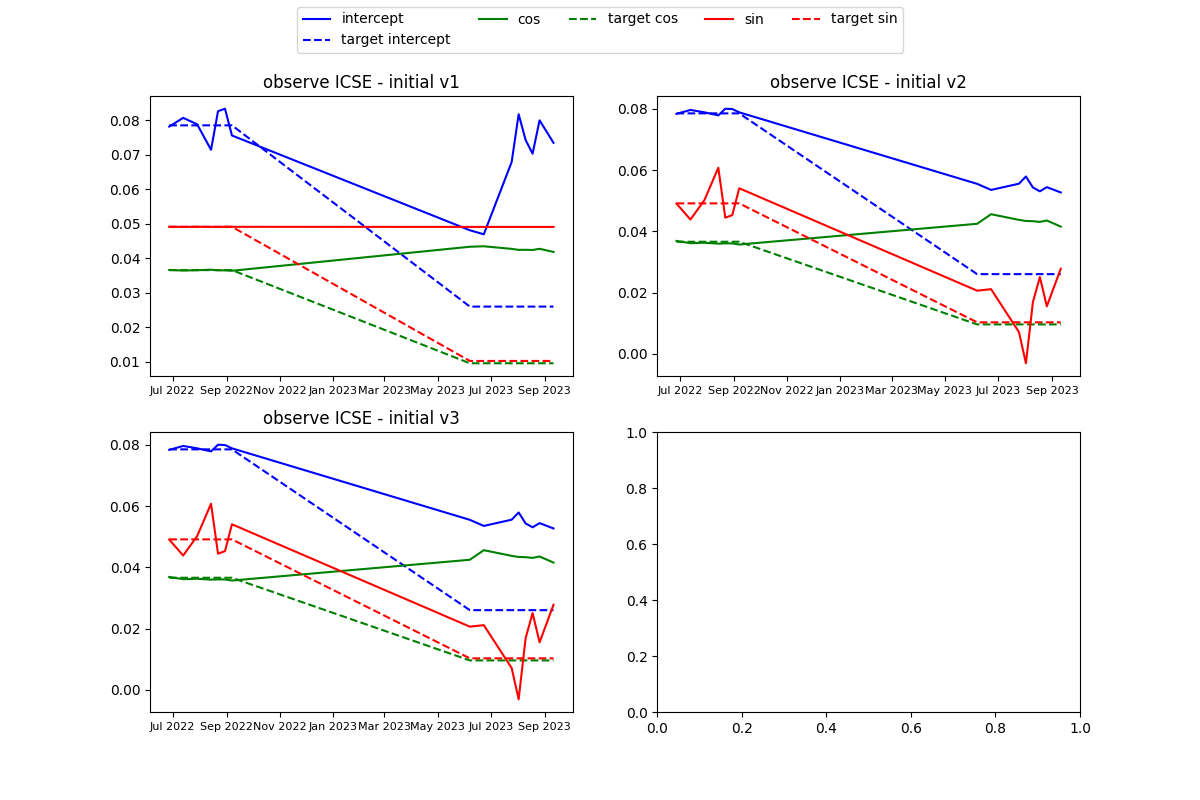 intercept cos target cos sin target sin
target intercept
observe ICSE - initial v1
0.08
0.07
0.06
0.05
0.04
0.03
0.02
0.01
Jul 2022 Sep 2022 Nov 2022 Jan 2023 Mar 2023 May 2023 Jul 2023 Sep 2023
observe ICSE - initial v2
0.08
0.06
0.04
0.02
0.00
Jul 2022 Sep 2022 Nov 2022 Jan 2023 Mar 2023 May 2023 Jul 2023 Sep 2023
observe ICSE - initial v3
0.08
0.06
0.04
0.02
0.00
Jul 2022 Sep 2022 Nov 2022 Jan 2023 Mar 2023 May 2023 Jul 2023 Sep 2023
1.0
0.8
0.6
0.4
0.2
0.0
0.0 0.2 0.4 0.6 0.8 1.0